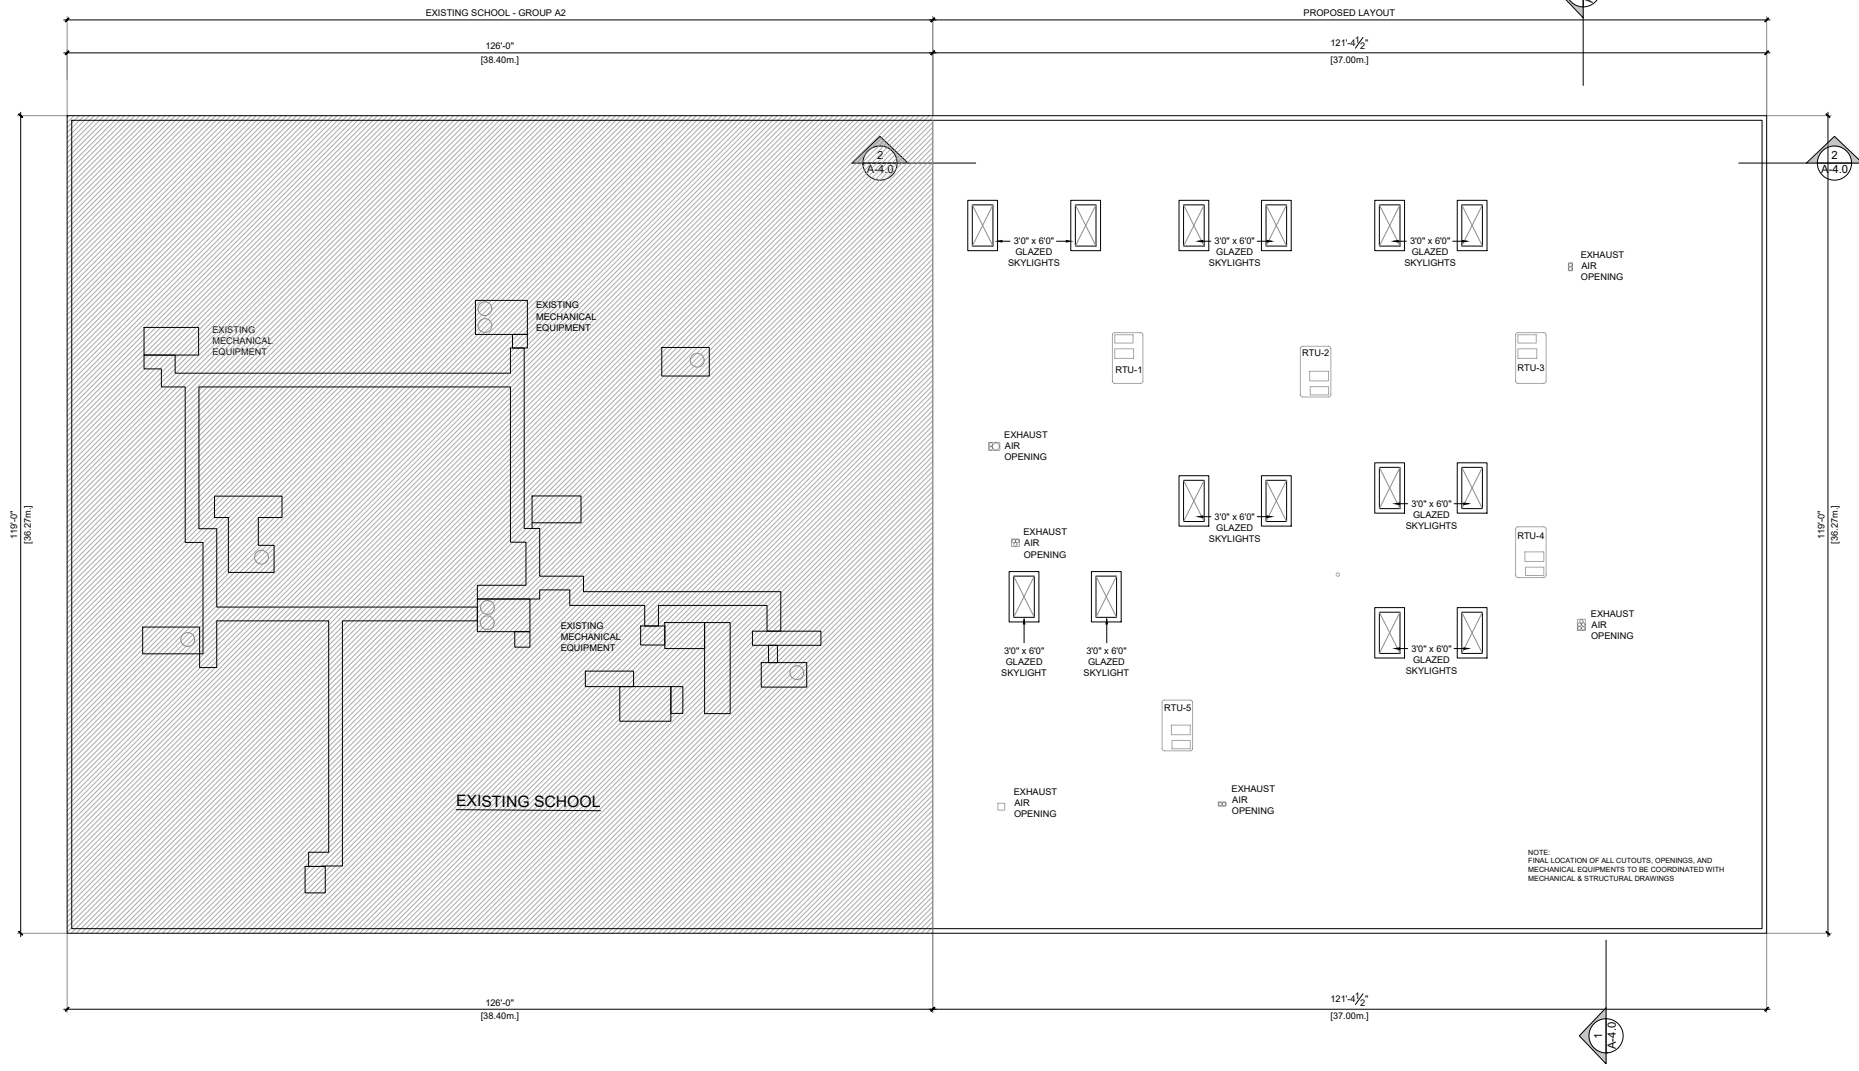 EXISTING SCHOOL - GROUP A2
PROPOSED LAYOUT
126'-0"
[38.40m.]
121'-4½"
[37.00m.]
2
A-4.0
2
A-4.0
3'0" x 6'0"
GLAZED
SKYLIGHTS
3'0" x 6'0"
GLAZED
SKYLIGHTS
3'0" x 6'0"
GLAZED
SKYLIGHTS
EXHAUST
AIR
OPENING
EXISTING
MECHANICAL
EQUIPMENT
EXISTING
MECHANICAL
EQUIPMENT
RTU-1
RTU-2
RTU-3
EXHAUST
AIR
OPENING
119'-0"
[36.27m.]
3'0" x 6'0"
GLAZED
SKYLIGHTS
3'0" x 6'0"
GLAZED
SKYLIGHTS
119'-0"
[36.27m.]
EXHAUST
AIR
OPENING
RTU-4
EXISTING
MECHANICAL
EQUIPMENT
3'0" x 6'0"
GLAZED
SKYLIGHT
3'0" x 6'0"
GLAZED
SKYLIGHT
3'0" x 6'0"
GLAZED
SKYLIGHTS
EXHAUST
AIR
OPENING
RTU-5
EXISTING SCHOOL
EXHAUST
AIR
OPENING
EXHAUST
AIR
OPENING
NOTE:
FINAL LOCATION OF ALL CUTOUTS, OPENINGS, AND
MECHANICAL EQUIPMENTS TO BE COORDINATED WITH
MECHANICAL & STRUCTURAL DRAWINGS
126'-0"
[38.40m.]
121'-4½"
[37.00m.]
1
A-4.0